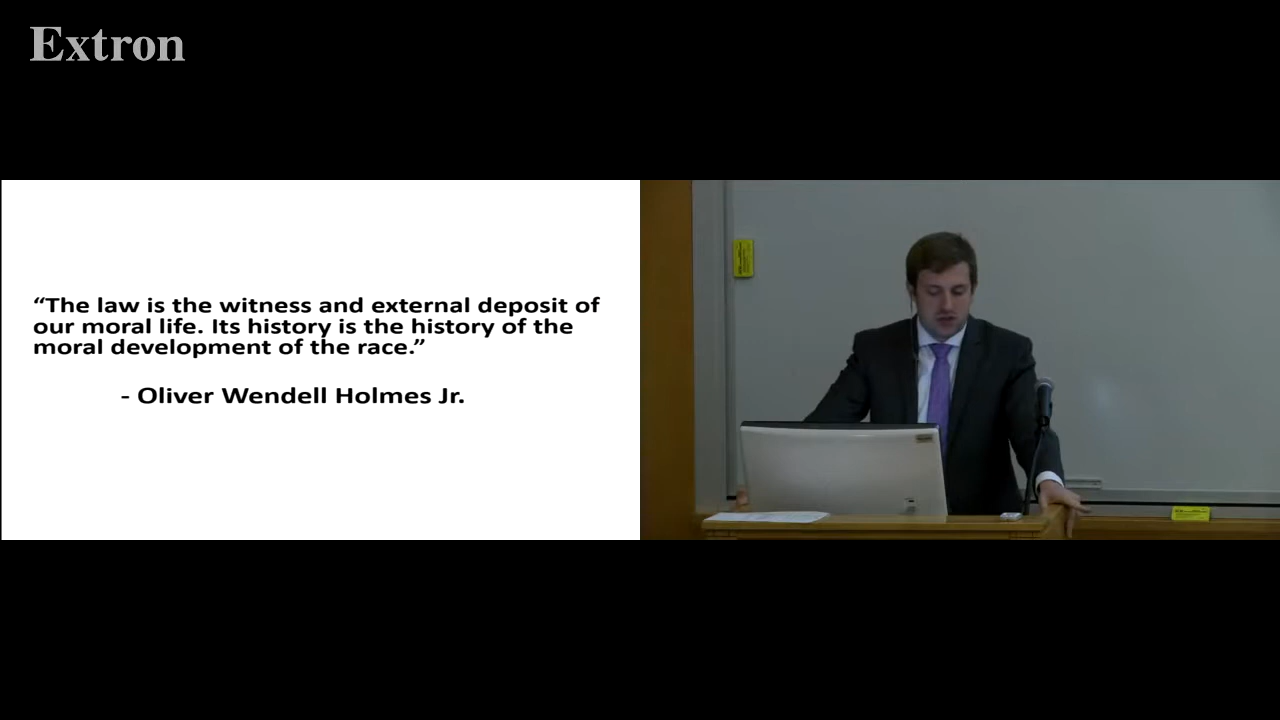 Extron
“The law is the witness and external deposit of
our moral life. Its history is the history of the
moral development of the race.”
- Oliver Wendell Holmes Jr.